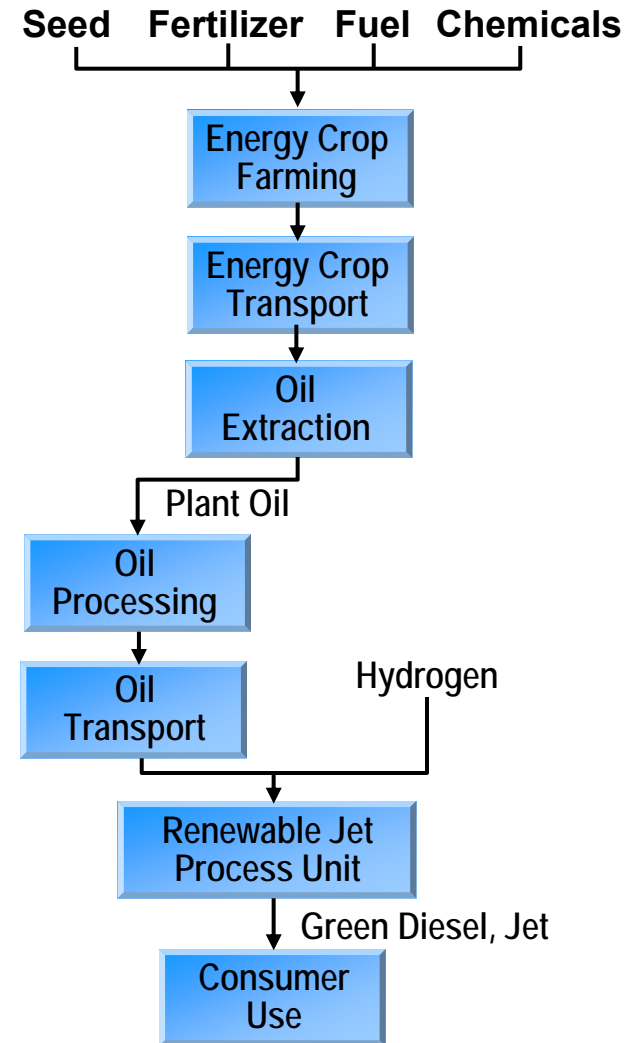 Seed Fertilizer Fuel Chemicals
Energy Crop
Farming
Energy Crop
Transport
Oil
Extraction
Plant Oil
Oil
Processing
Oil
Transport
Hydrogen
Renewable Jet
Process Unit
Green Diesel, Jet
Consumer
Use